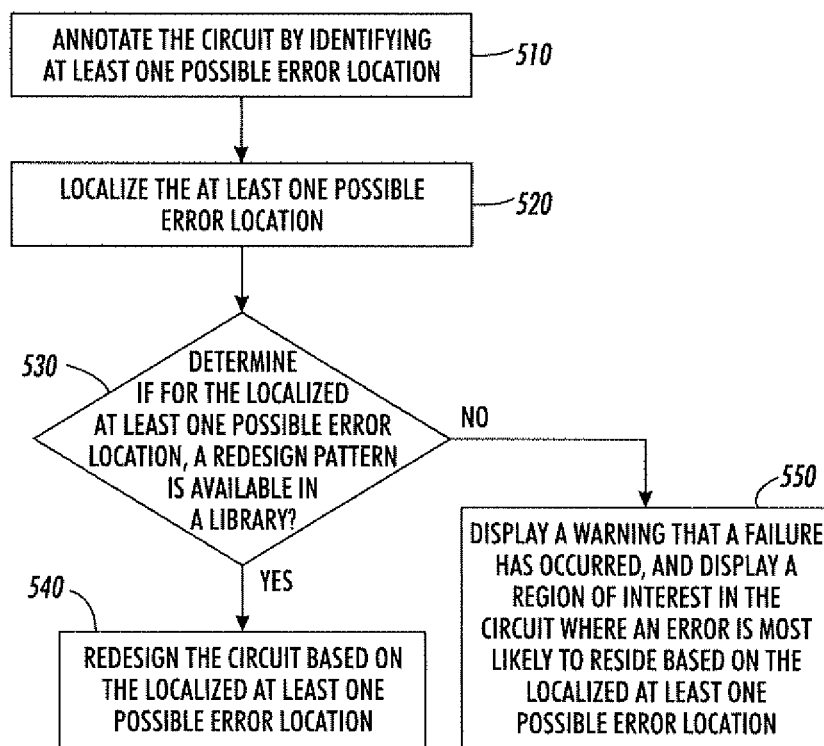 ANNOTATE THE CIRCUIT BY IDENTIFYING
AT LEAST ONE POSSIBLE ERROR LOCATION
510
LOCALIZE THE AT LEAST ONE POSSIBLE
ERROR LOCATION
520
530
DETERMINE
IF FOR THE LOCALIZED
AT LEAST ONE POSSIBLE ERROR
LOCATION, A REDESIGN PATTERN
IS AVAILABLE IN
A LIBRARY?
NO
YES
540
REDESIGN THE CIRCUIT BASED ON
THE LOCALIZED AT LEAST ONE
POSSIBLE ERROR LOCATION
550
DISPLAY A WARNING THAT A FAILURE
HAS OCCURRED, AND DISPLAY A
REGION OF INTEREST IN THE
CIRCUIT WHERE AN ERROR IS MOST
LIKELY TO RESIDE BASED ON THE
LOCALIZED AT LEAST ONE
POSSIBLE ERROR LOCATION